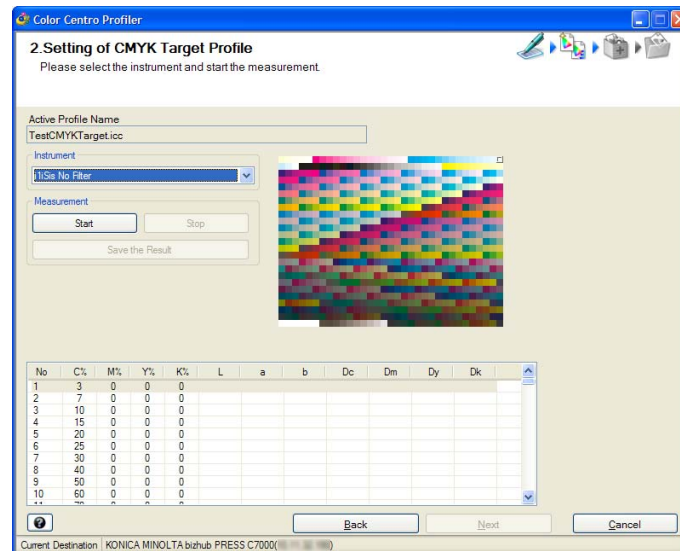 Color Centro Profiler
2.Setting of CMYK Target Profile
Please select the instrument and start the measurement.
Active Profile Name
TestCMYKTarget.icc
Instrument
i1iSis No Filter
Measurement
Start Stop
Save the Result
No C% M% Y% K% L a b Dc Dm Dy Dk
1 3 0 0 0
2 7 0 0 0
3 10 0 0 0
4 15 0 0 0
5 20 0 0 0
6 25 0 0 0
7 30 0 0 0
8 40 0 0 0
9 50 0 0 0
10 60 0 0 0
Back Next Cancel
Current Destination KONICA MINOLTA bizhub PRESS C7000(